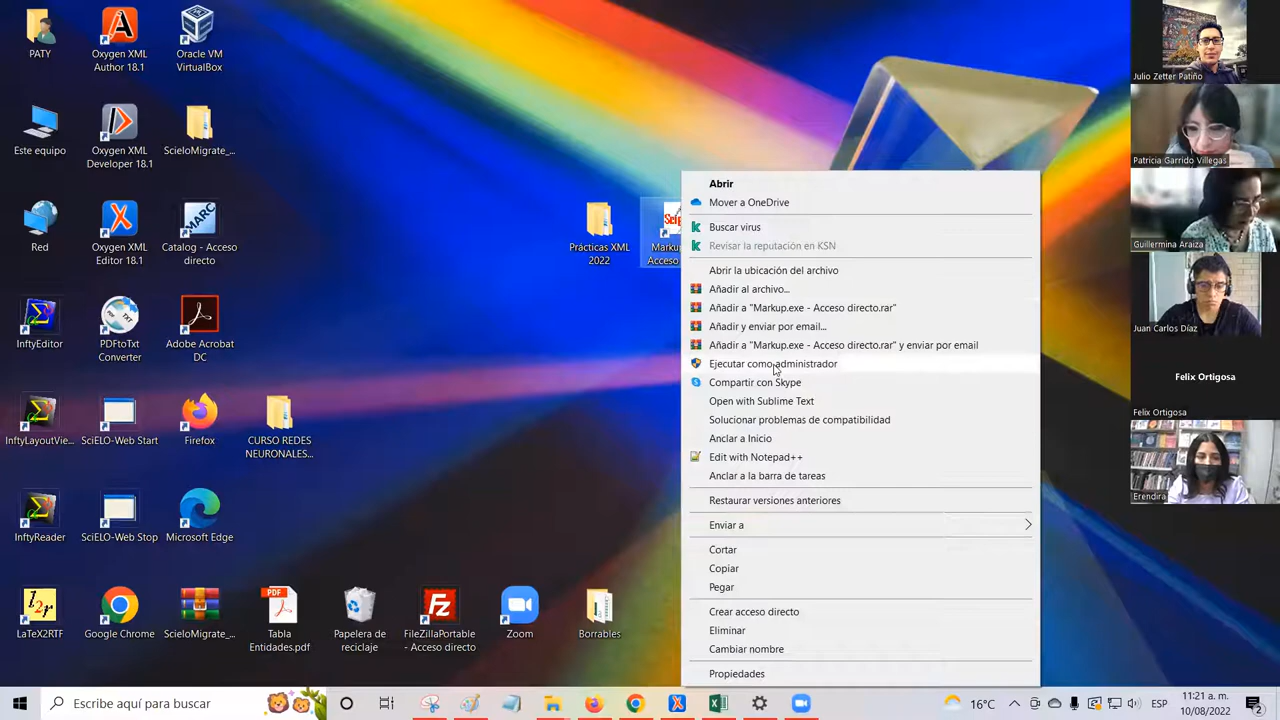 PATY
Oxygen XML
Author 18.1
Oracle VM
VirtualBox
Este equipo
Oxygen XML
Developer 18.1
ScieloMigrate_...
Red
Oxygen XML
Editor 18.1
MARC
Catalog - Acceso
directo
InftyEditor
PDF
TXT
PDFtoTxt
Converter
Adobe Acrobat
DC
InftyLayoutVie...
SciELO-Web Start
Firefox
CURSO REDES
NEURONALES...
InftyReader
SciELO-Web Stop
Microsoft Edge
l2r
LaTeX2RTF
Google Chrome
ScieloMigrate_...
PDF
Tabla
Entidades.pdf
Papelera de
reciclaje
FileZillaPortable
- Acceso directo
Zoom
Borrables
Prácticas XML
2022
Abrir
Mover a OneDrive
Buscar virus
Revisar la reputación en KSN
Abrir la ubicación del archivo
Añadir al archivo...
Añadir a "Markup.exe - Acceso directo.rar"
Añadir y enviar por email...
Añadir a "Markup.exe - Acceso directo.rar" y enviar por email
Ejecutar como administrador
Compartir con Skype
Open with Sublime Text
Solucionar problemas de compatibilidad
Anclar a Inicio
Edit with Notepad++
Anclar a la barra de tareas
Restaurar versiones anteriores
Enviar a
Cortar
Copiar
Pegar
Crear acceso directo
Eliminar
Cambiar nombre
Propiedades
Julio Zetter Patiño
Patricia Garrido Villegas
Guillermina Araiza
Juan Carlos Díaz
Felix Ortigosa
Felix Ortigosa
Erendira
Escribe aquí para buscar
16°C
ESP
11:21 a. m.
10/08/2022
2